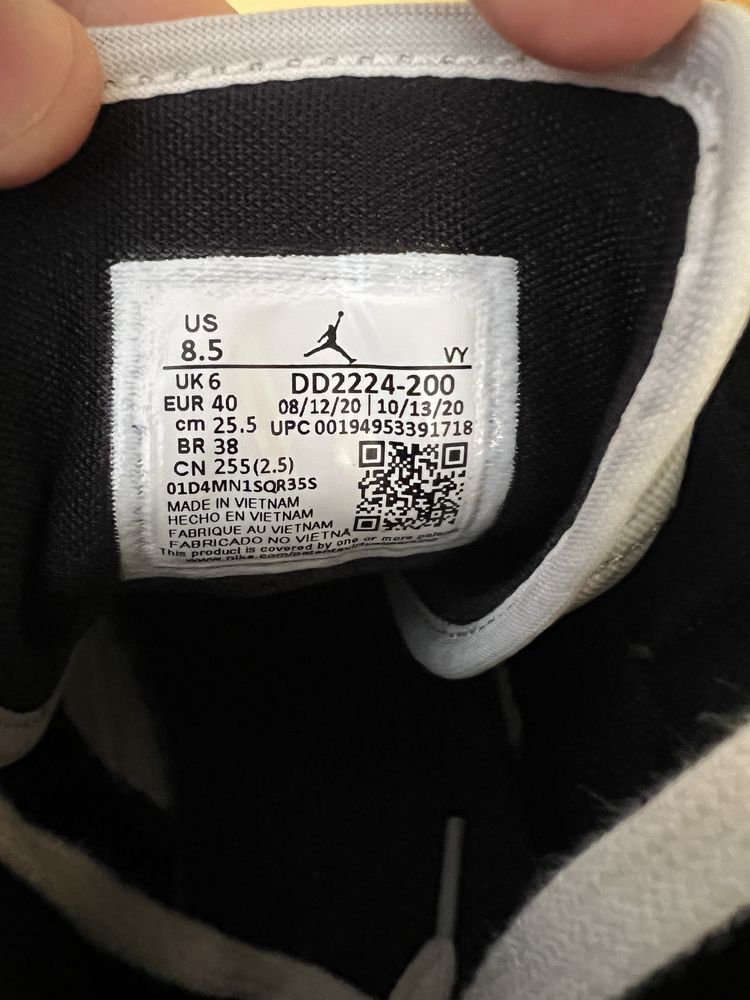 US
8.5
VY
UK 6
DD2224-200
EUR 40
08/12/20 | 10/13/20
cm 25.5
UPC 00194953391718
BR 38
CN 255(2.5)
01D4MN1SQR35S
MADE IN VIETNAM
HECHO EN VIETNAM
FABRIQUE AU VIETNAM
FABRICADO NO VIETNÃ
This product is covered by one or more